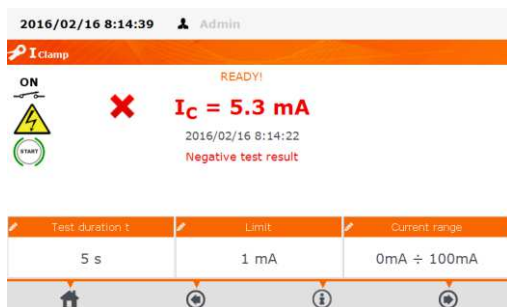 2016/02/16 8:14:39 Admin
I Clamp
READY!
ON
IC = 5.3 mA
START
2016/02/16 8:14:22
Negative test result
Test duration t Limit Current range
5 s 1 mA 0mA ÷ 100mA